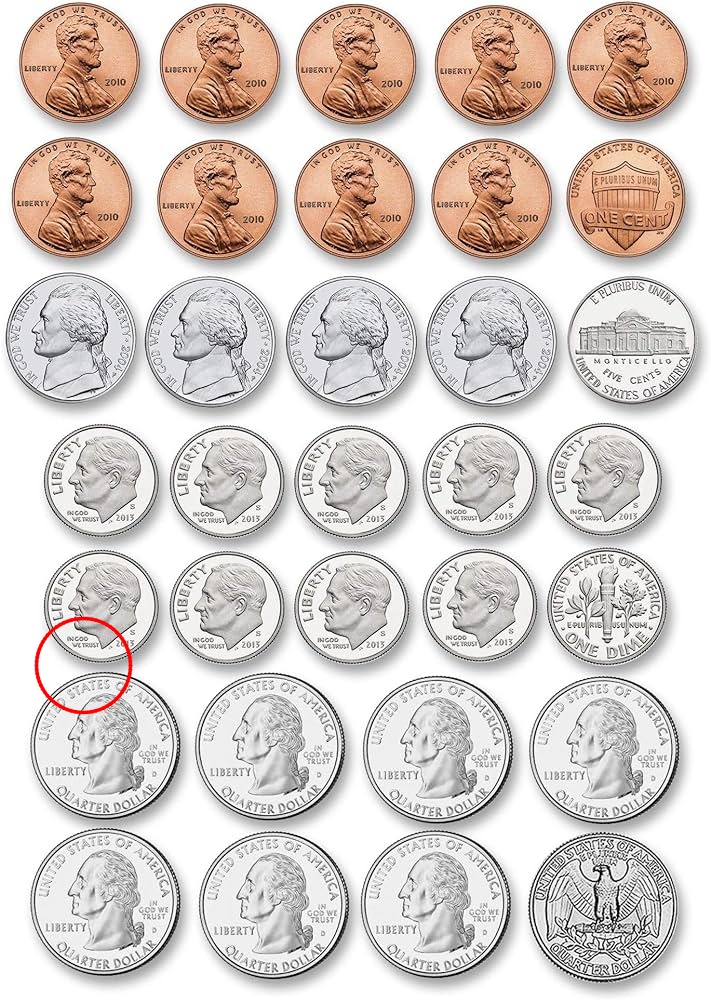 IN GOD WE TRUST
LIBERTY
2010
IN GOD WE TRUST
LIBERTY
2010
IN GOD WE TRUST
LIBERTY
2010
IN GOD WE TRUST
LIBERTY
2010
IN GOD WE TRUST
LIBERTY
2010
IN GOD WE TRUST
LIBERTY
2010
IN GOD WE TRUST
LIBERTY
2010
IN GOD WE TRUST
LIBERTY
2010
IN GOD WE TRUST
LIBERTY
2010
UNITED STATES OF AMERICA
E PLURIBUS UNUM
ONE CENT
IN GOD WE TRUST
LIBERTY 2004
IN GOD WE TRUST
LIBERTY 2004
IN GOD WE TRUST
LIBERTY 2004
IN GOD WE TRUST
LIBERTY 2004
E PLURIBUS UNUM
MONTICELLO
FIVE CENTS
UNITED STATES OF AMERICA
LIBERTY
S
IN GOD
WE TRUST
2013
LIBERTY
S
IN GOD
WE TRUST
2013
LIBERTY
S
IN GOD
WE TRUST
2013
LIBERTY
S
IN GOD
WE TRUST
2013
LIBERTY
S
IN GOD
WE TRUST
2013
LIBERTY
S
IN GOD
WE TRUST
2013
LIBERTY
S
IN GOD
WE TRUST
2013
LIBERTY
S
IN GOD
WE TRUST
2013
LIBERTY
S
IN GOD
WE TRUST
2013
UNITED STATES OF AMERICA
E PLURIBUS UNUM
ONE DIME
UNITED STATES OF AMERICA
IN
GOD WE
TRUST
LIBERTY
D
QUARTER DOLLAR
UNITED STATES OF AMERICA
IN
GOD WE
TRUST
LIBERTY
D
QUARTER DOLLAR
UNITED STATES OF AMERICA
IN
GOD WE
TRUST
LIBERTY
D
QUARTER DOLLAR
UNITED STATES OF AMERICA
IN
GOD WE
TRUST
LIBERTY
D
QUARTER DOLLAR
UNITED STATES OF AMERICA
IN
GOD WE
TRUST
LIBERTY
D
QUARTER DOLLAR
UNITED STATES OF AMERICA
IN
GOD WE
TRUST
LIBERTY
D
QUARTER DOLLAR
UNITED STATES OF AMERICA
IN
GOD WE
TRUST
LIBERTY
D
QUARTER DOLLAR
UNITED STATES OF AMERICA
QUARTER DOLLAR